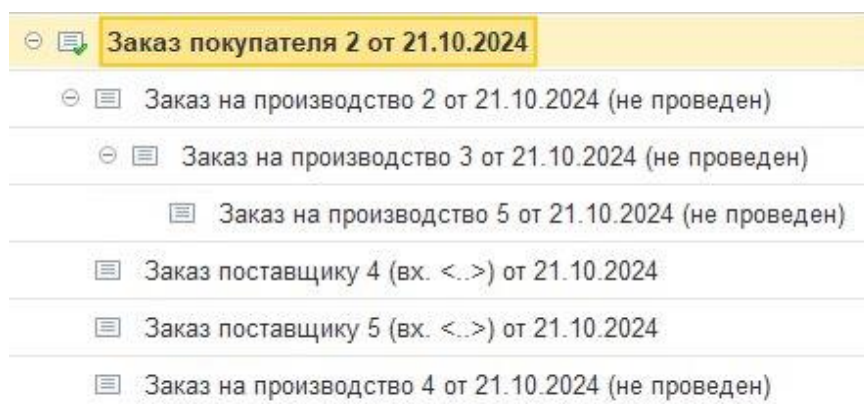 Заказ покупателя 2 от 21.10.2024
Заказ на производство 2 от 21.10.2024 (не проведен)
Заказ на производство 3 от 21.10.2024 (не проведен)
Заказ на производство 5 от 21.10.2024 (не проведен)
Заказ поставщику 4 (вх. <..>) от 21.10.2024
Заказ поставщику 5 (вх. <..>) от 21.10.2024
Заказ на производство 4 от 21.10.2024 (не проведен)